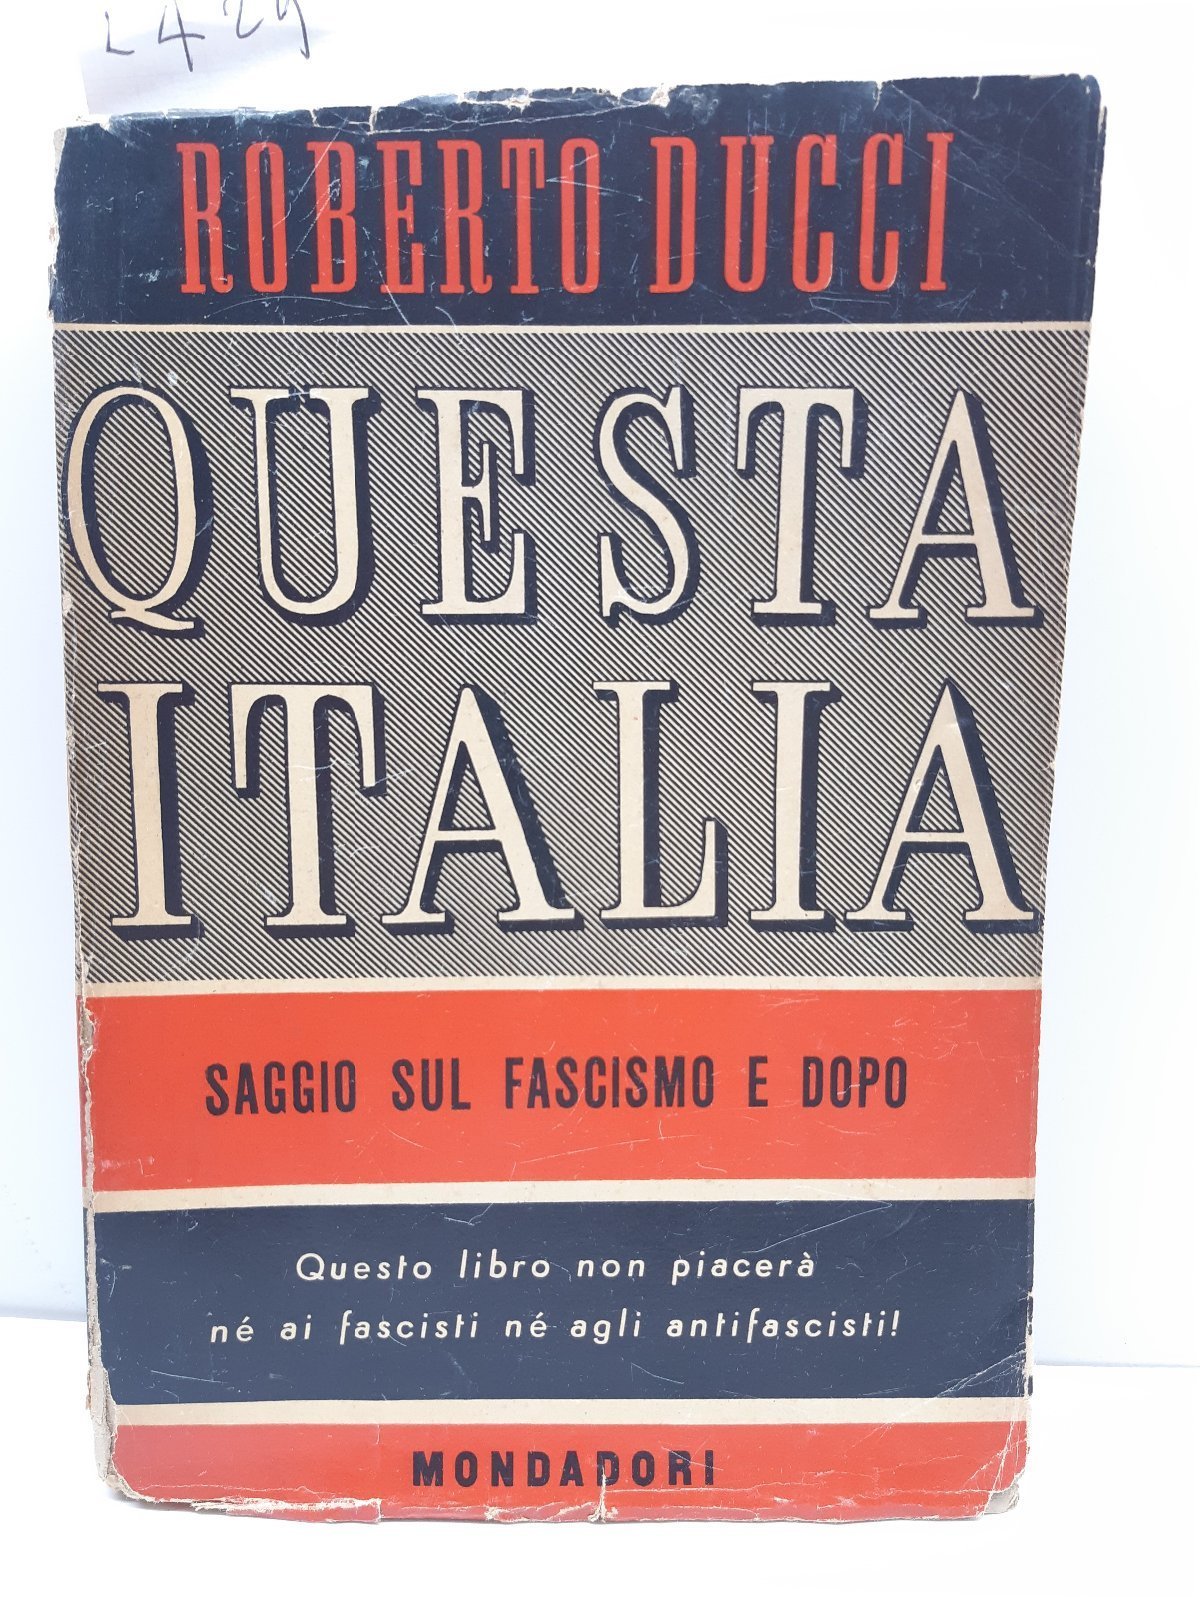 L429
ROBERTO DUCCI
QUESTA
ITALIA
SAGGIO SUL FASCISMO E DOPO
Questo libro non piacerà
né ai fascisti né agli antifascisti!
MONDADORI